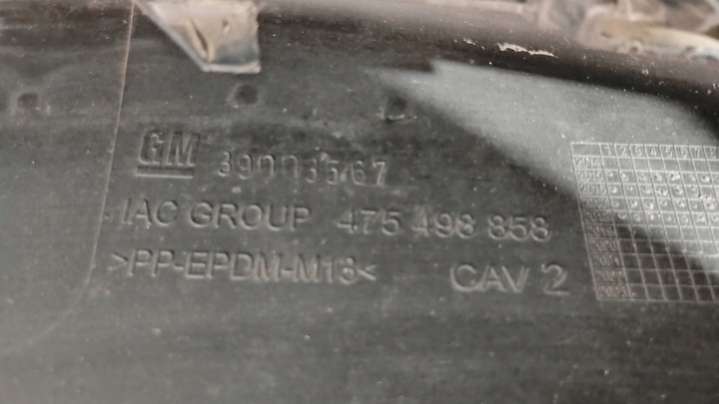 GM 39003567
IAC GROUP 475 498 858
>PP-EPDM-M13<
CAV 2